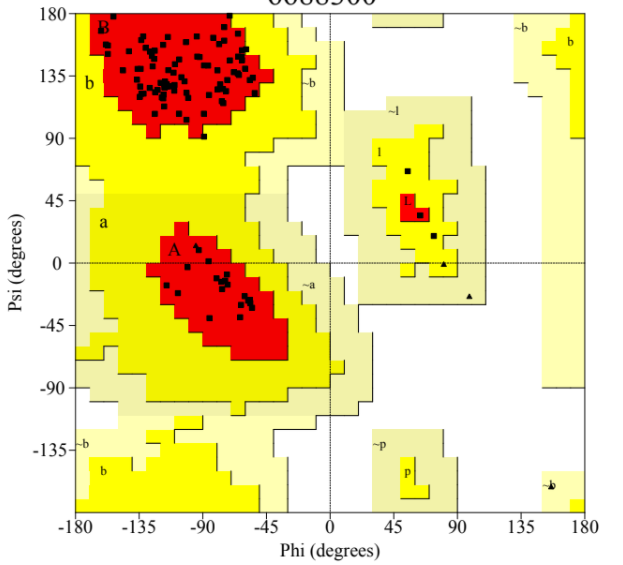 180
135
90
45
0
-45
-90
-135
Psi (degrees)
B
b
~b
~b
b
~l
l
L
a
A
~a
~b
b
~p
p
~b
-180
-135
-90
-45
0
45
90
135
180
Phi (degrees)